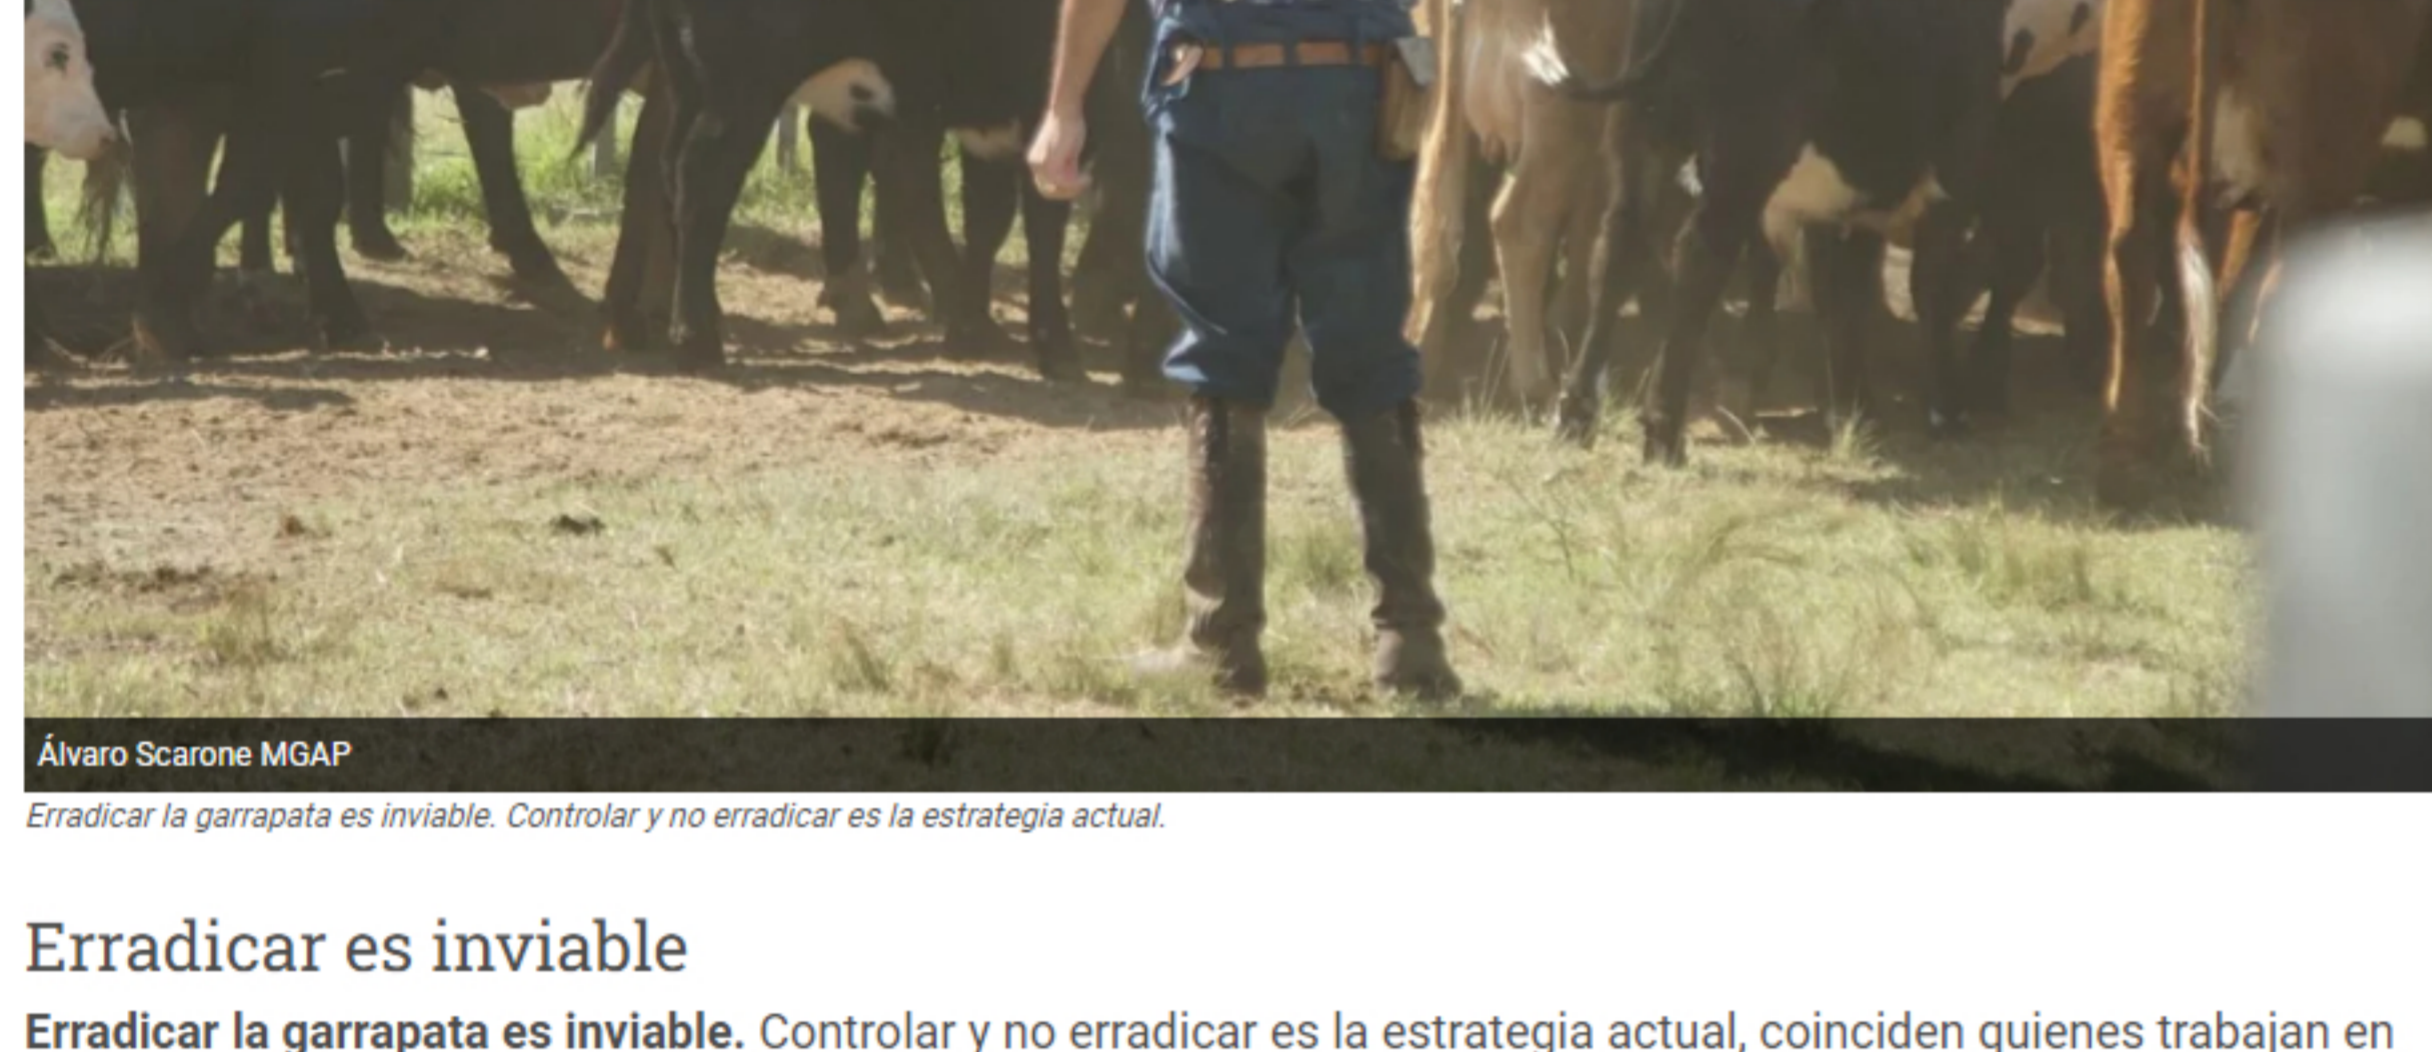 Álvaro Scarone MGAP
Erradicar la garrapata es inviable. Controlar y no erradicar es la estrategia actual.
Erradicar es inviable
Erradicar la garrapata es inviable. Controlar y no erradicar es la estrategia actual, coinciden quienes trabajan en